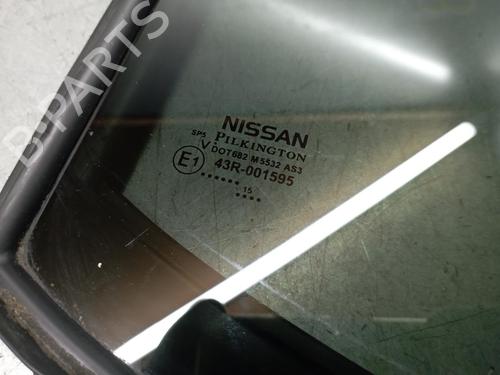 B-PARTS
NISSAN
SP5 PILKINGTON
V DOT682 M5532 AS3
E1 43R-001595
15